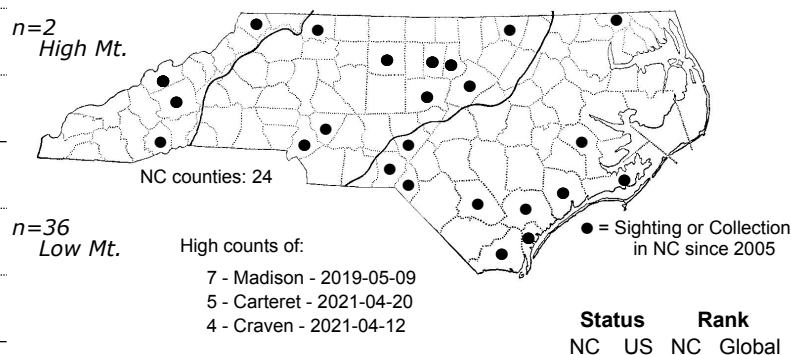 n=2
High Mt.
NC counties: 24
n=36
Low Mt.
High counts of:
7 - Madison - 2019-05-09
5 - Carteret - 2021-04-20
4 - Craven - 2021-04-12
● = Sighting or Collection
in NC since 2005
Status Rank
NC US NC Global